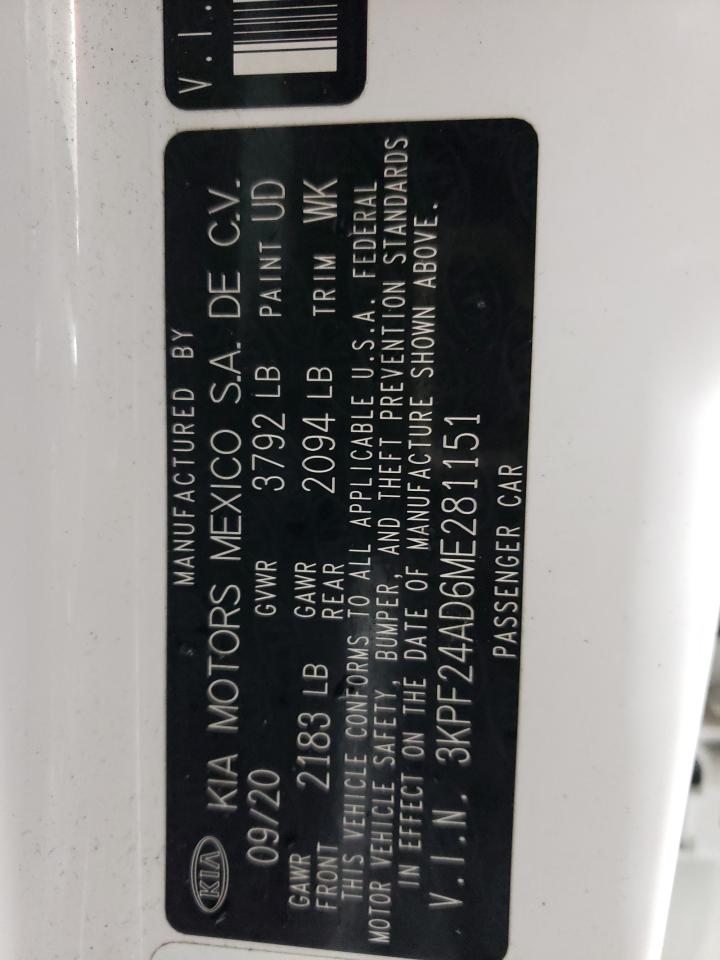 V.I.
MANUFACTURED BY
KIA KIA MOTORS MEXICO S.A. DE C.V.
09/20 GVWR 3792 LB PAINT UD
GAWR FRONT 2183 LB GAWR REAR 2094 LB TRIM WK
THIS VEHICLE CONFORMS TO ALL APPLICABLE U.S.A. FEDERAL
MOTOR VEHICLE SAFETY, BUMPER, AND THEFT PREVENTION STANDARDS
IN EFFECT ON THE DATE OF MANUFACTURE SHOWN ABOVE.
V.I.N. 3KPF24AD6ME281151
PASSENGER CAR